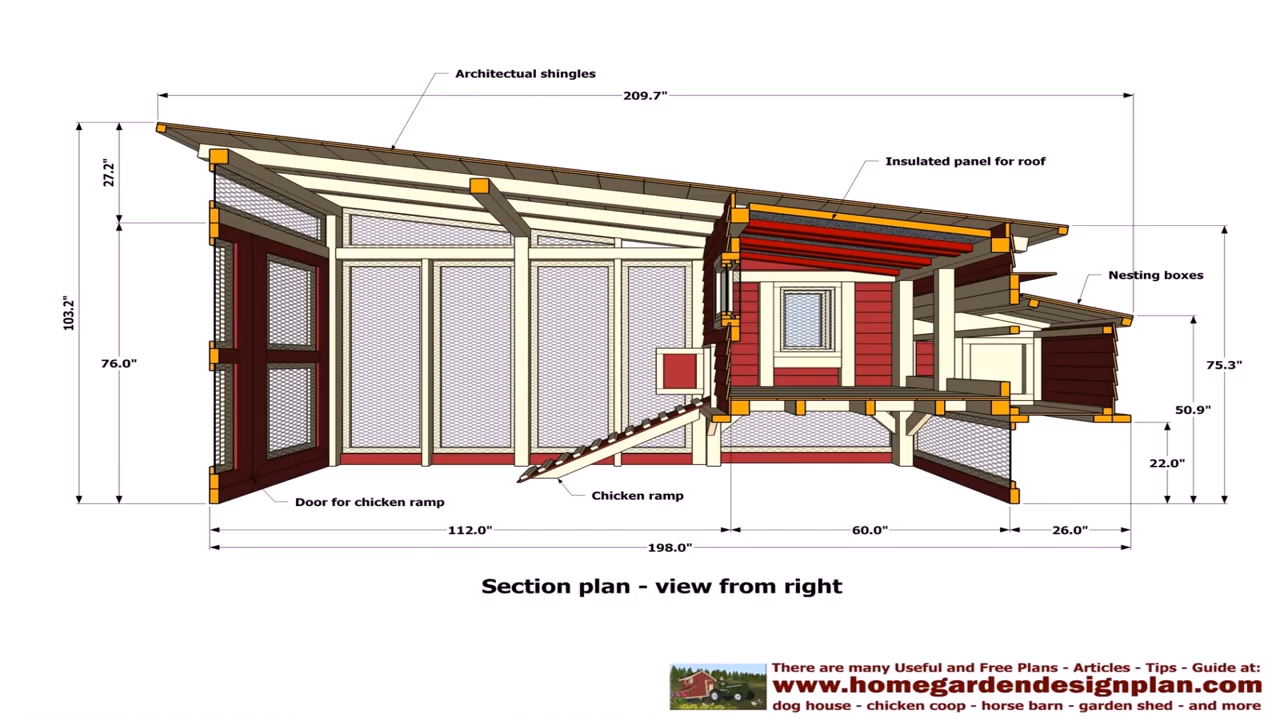 Architectual shingles
209.7"
27.2"
Insulated panel for roof
Nesting boxes
103.2"
76.0"
75.3"
50.9"
22.0"
Chicken ramp
Door for chicken ramp
112.0"
60.0"
26.0"
198.0"
Section plan - view from right
There are many Useful and Free Plans - Articles - Tips - Guide at:
www.homegardendesignplan.com
dog house - chicken coop - horse barn - garden shed - and more